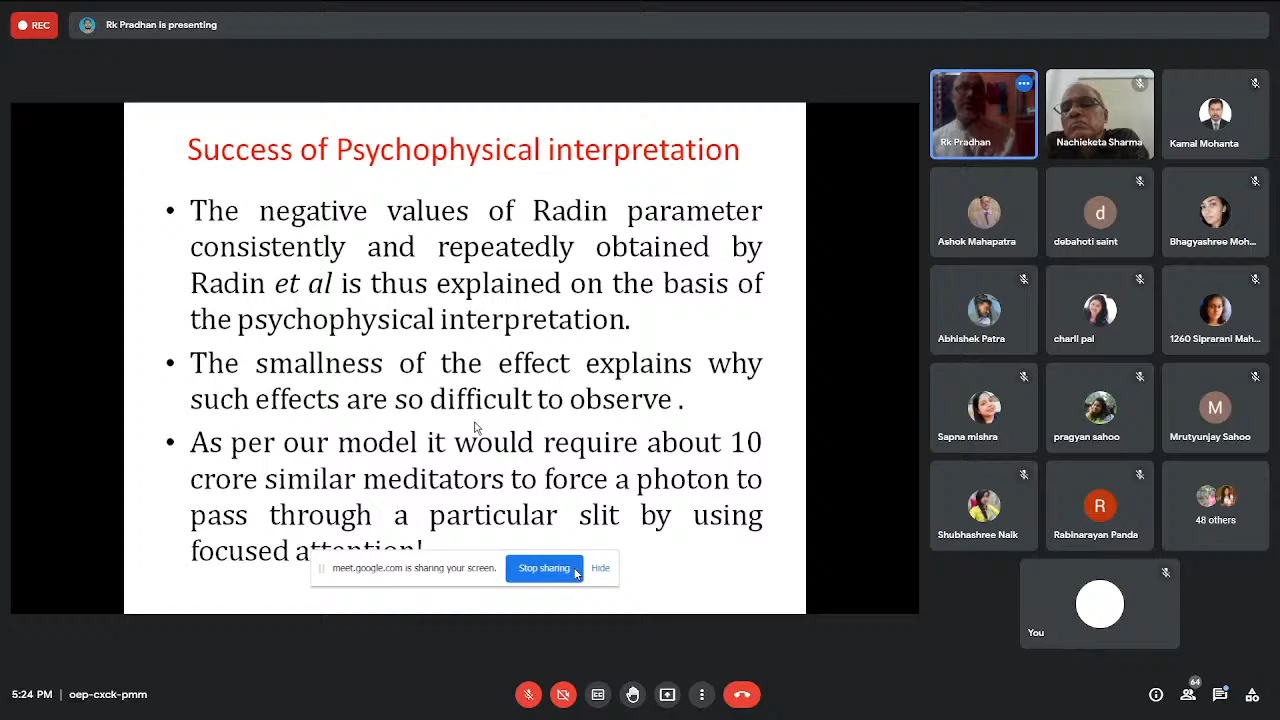 REC
Rk Pradhan is presenting
Success of Psychophysical interpretation
• The negative values of Radin parameter
consistently and repeatedly obtained by
Radin et al is thus explained on the basis of
the psychophysical interpretation.
• The smallness of the effect explains why
such effects are so difficult to observe .
• As per our model it would require about 10
crore similar meditators to force a photon to
pass through a particular slit by using
focused attention!
meet.google.com is sharing your screen.
Stop sharing
Hide
Rk Pradhan
Nachieketa Sharma
Kamal Mohanta
Ashok Mahapatra
d
debahoti saint
Bhagyashree Moh...
Abhishek Patra
charli pal
1260 Siprarani Mah...
Sapna mishra
pragyan sahoo
M
Mrutyunjay Sahoo
Shubhashree Naik
R
Rabinarayan Panda
48 others
You
5:24 PM | oep-cxck-pmm
64